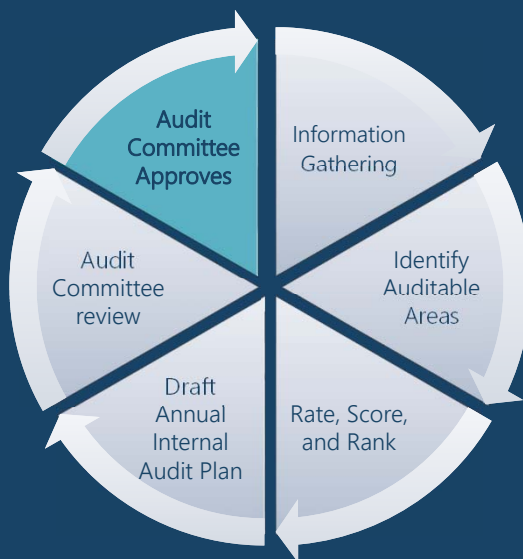 Audit
Committee
Approves
Information
Gathering
Identify
Auditable
Areas
Rate, Score,
and Rank
Draft
Annual
Internal
Audit Plan
Audit
Committee
review